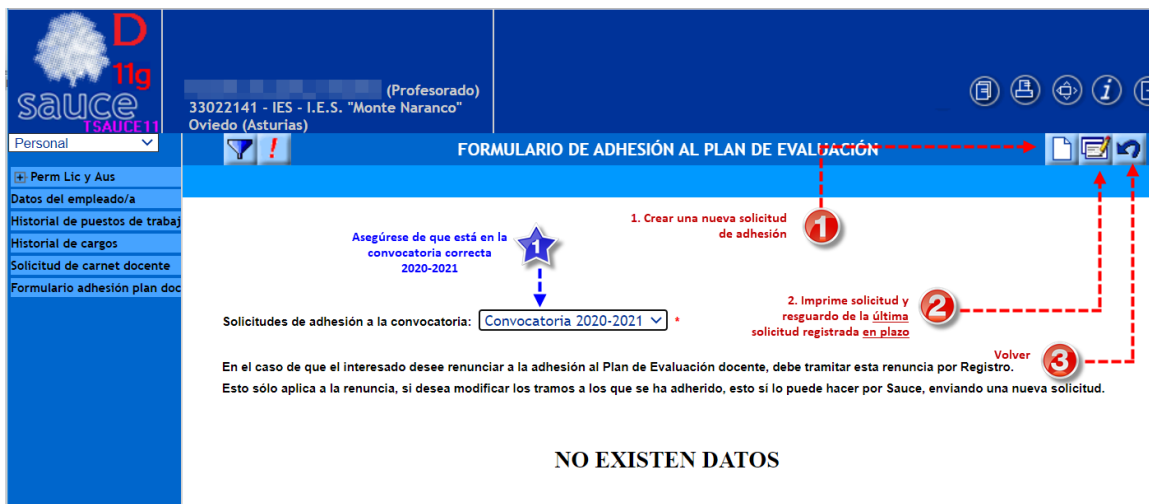 D
11g
sauce
TSAUCE11
(Profesorado)
33022141 - IES - I.E.S. "Monte Naranco"
Oviedo (Asturias)
Personal
FORMULARIO DE ADHESIÓN AL PLAN DE EVALUACIÓN
Perm Lic y Aus
Datos del empleado/a
Historial de puestos de trabaj
Historial de cargos
Solicitud de carnet docente
Formulario adhesión plan doc
1. Crear una nueva solicitud
de adhesión
1
Asegúrese de que está en la
convocatoria correcta
2020-2021
1
2. Imprime solicitud y
resguardo de la última
solicitud registrada en plazo
2
Solicitudes de adhesión a la convocatoria: Convocatoria 2020-2021 *
Volver
3
En el caso de que el interesado desee renunciar a la adhesión al Plan de Evaluación docente, debe tramitar esta renuncia por Registro.
Esto sólo aplica a la renuncia, si desea modificar los tramos a los que se ha adherido, esto sí lo puede hacer por Sauce, enviando una nueva solicitud.
NO EXISTEN DATOS